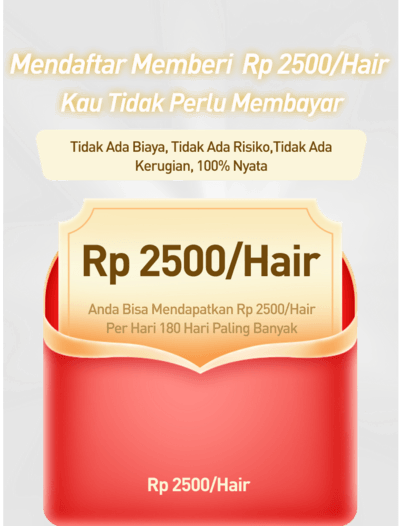 Mendaftar Memberi Rp 2500/Hair
Kau Tidak Perlu Membayar
Tidak Ada Biaya, Tidak Ada Risiko,Tidak Ada
Kerugian, 100% Nyata
Rp 2500/Hair
Anda Bisa Mendapatkan Rp 2500/Hair
Per Hari 180 Hari Paling Banyak
Rp 2500/Hair